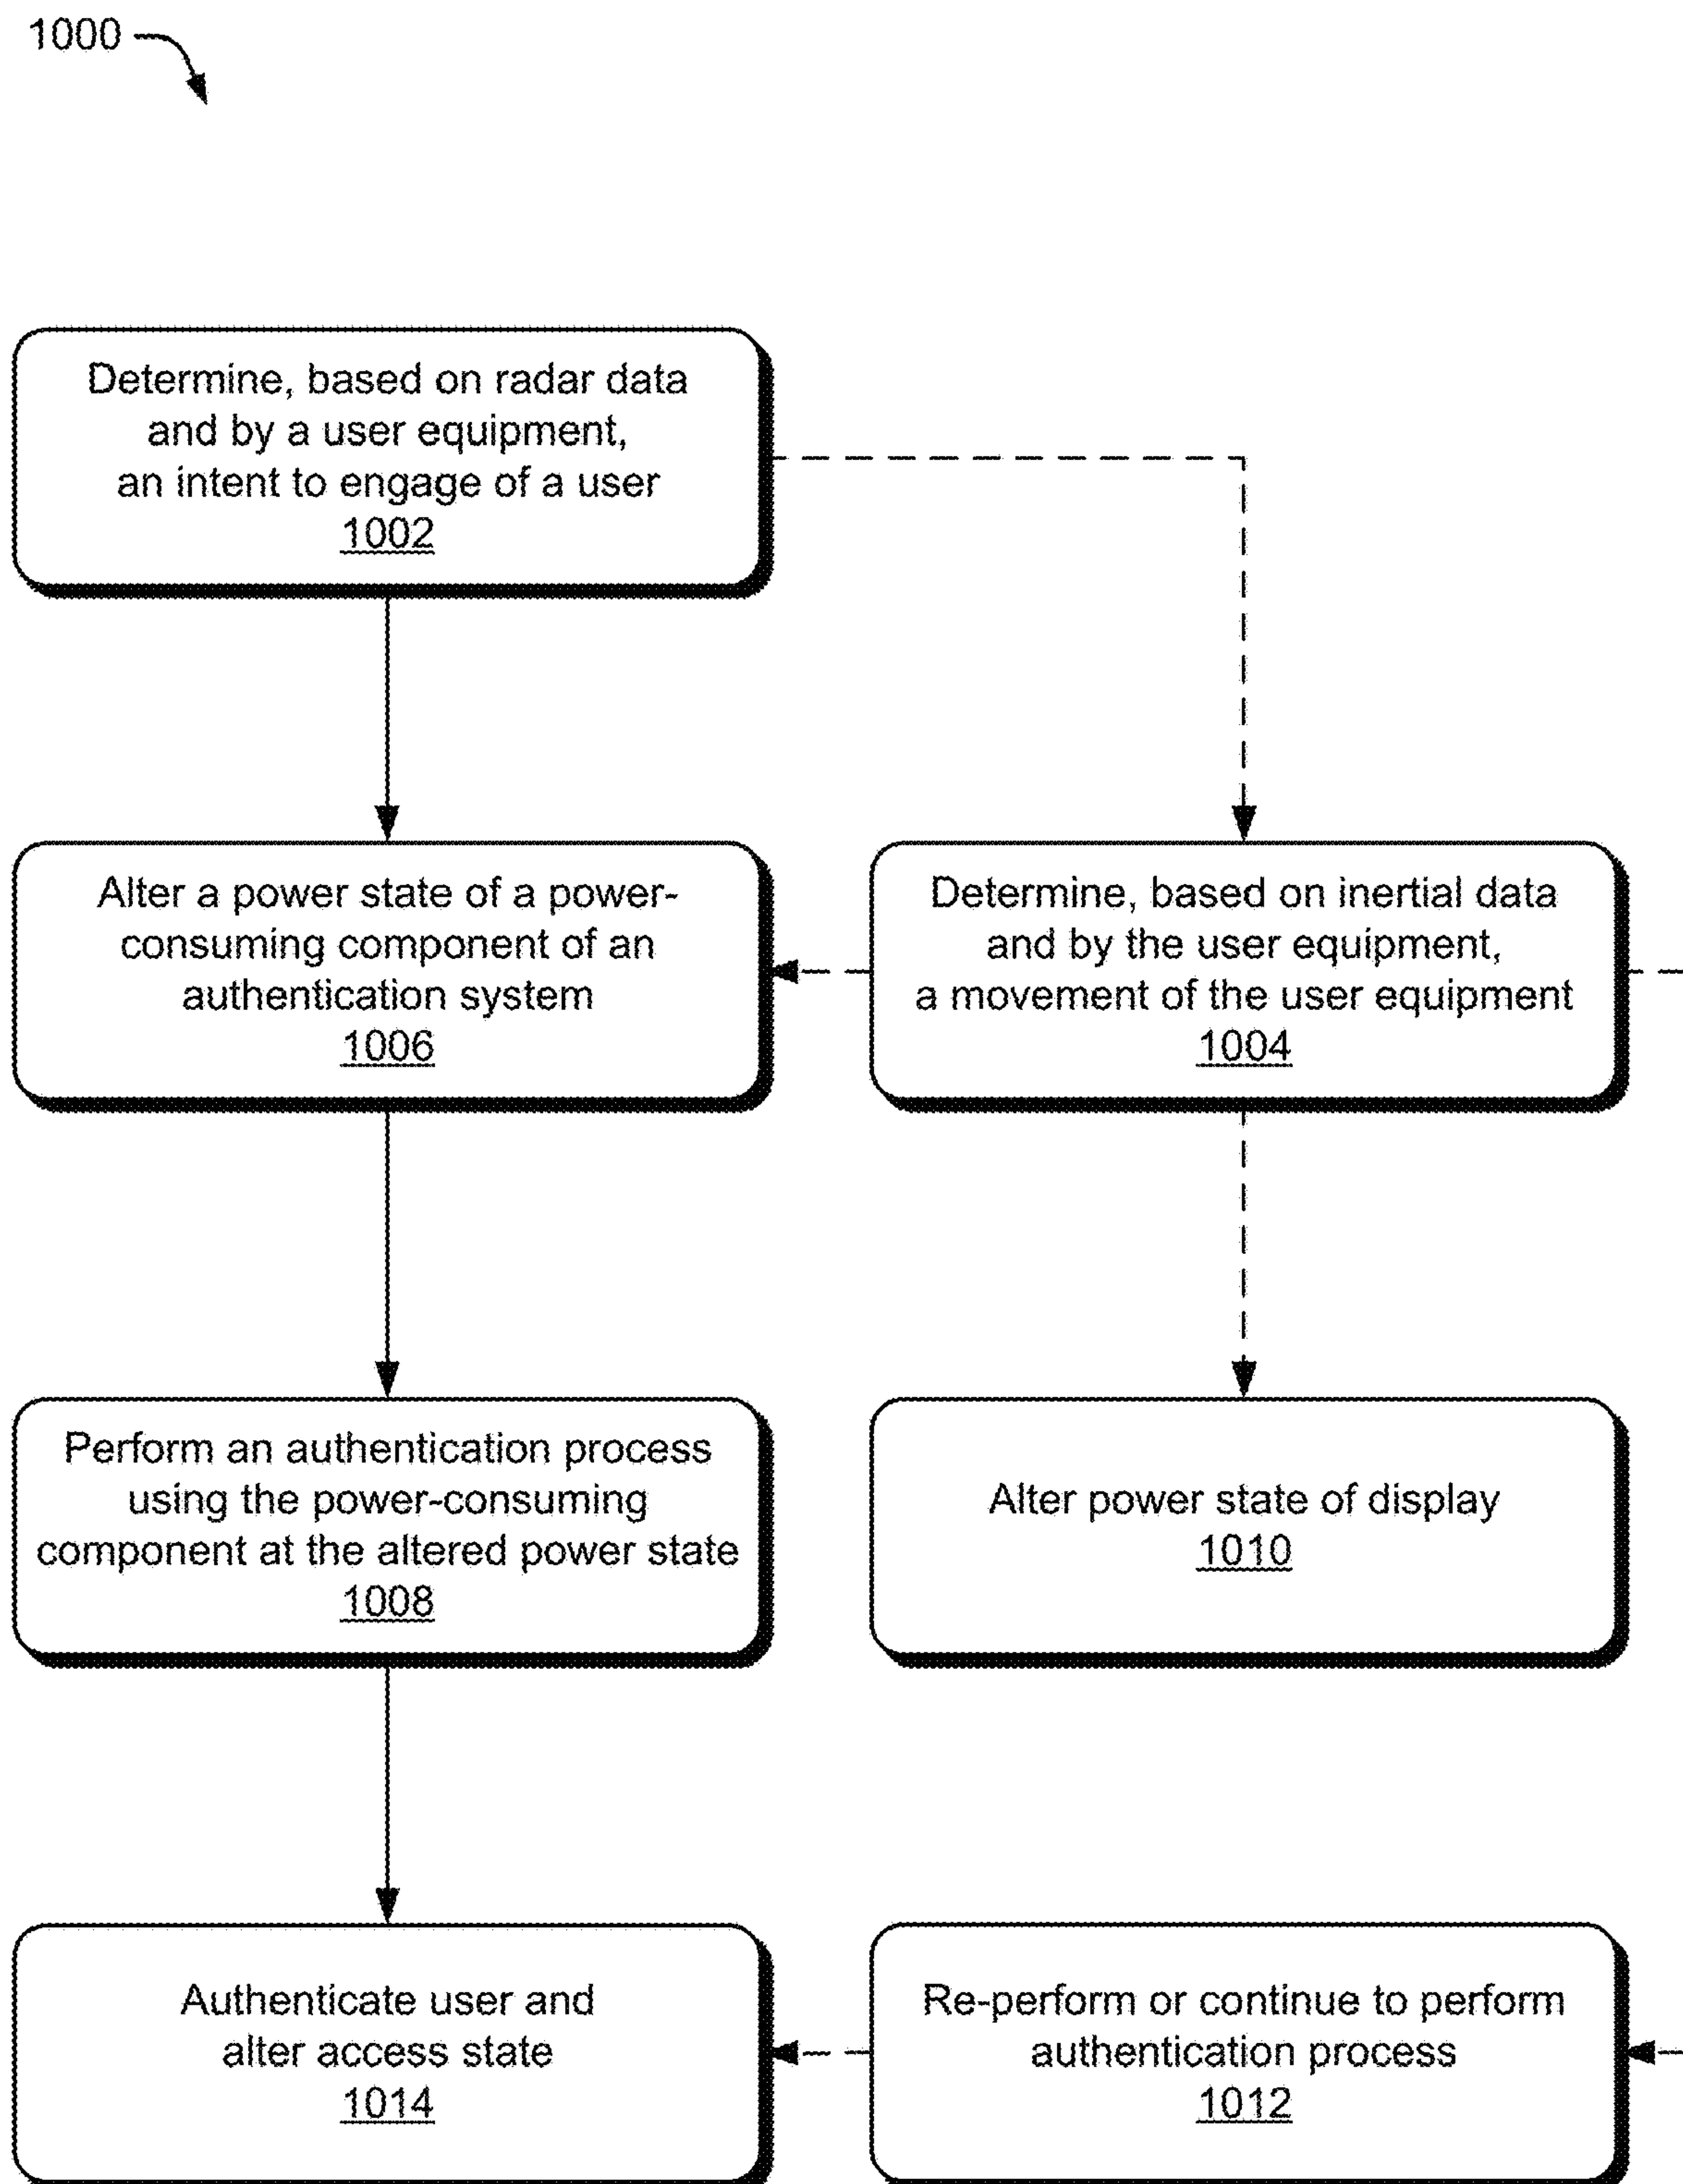 1000
Determine, based on radar data
and by a user equipment,
an intent to engage of a user
1002
Alter a power state of a power-
consuming component of an
authentication system
1006
Determine, based on inertial data
and by the user equipment,
a movement of the user equipment
1004
Perform an authentication process
using the power-consuming
component at the altered power state
1008
Alter power state of display
1010
Authenticate user and
alter access state
1014
Re-perform or continue to perform
authentication process
1012